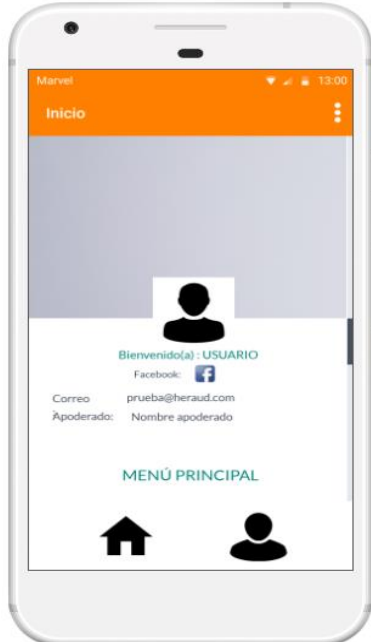 Marvel 13:00
Inicio
Bienvenido(a) : USUARIO
Facebook: f
Correo prueba@heraud.com
:
Apoderado: Nombre apoderado
MENÚ PRINCIPAL